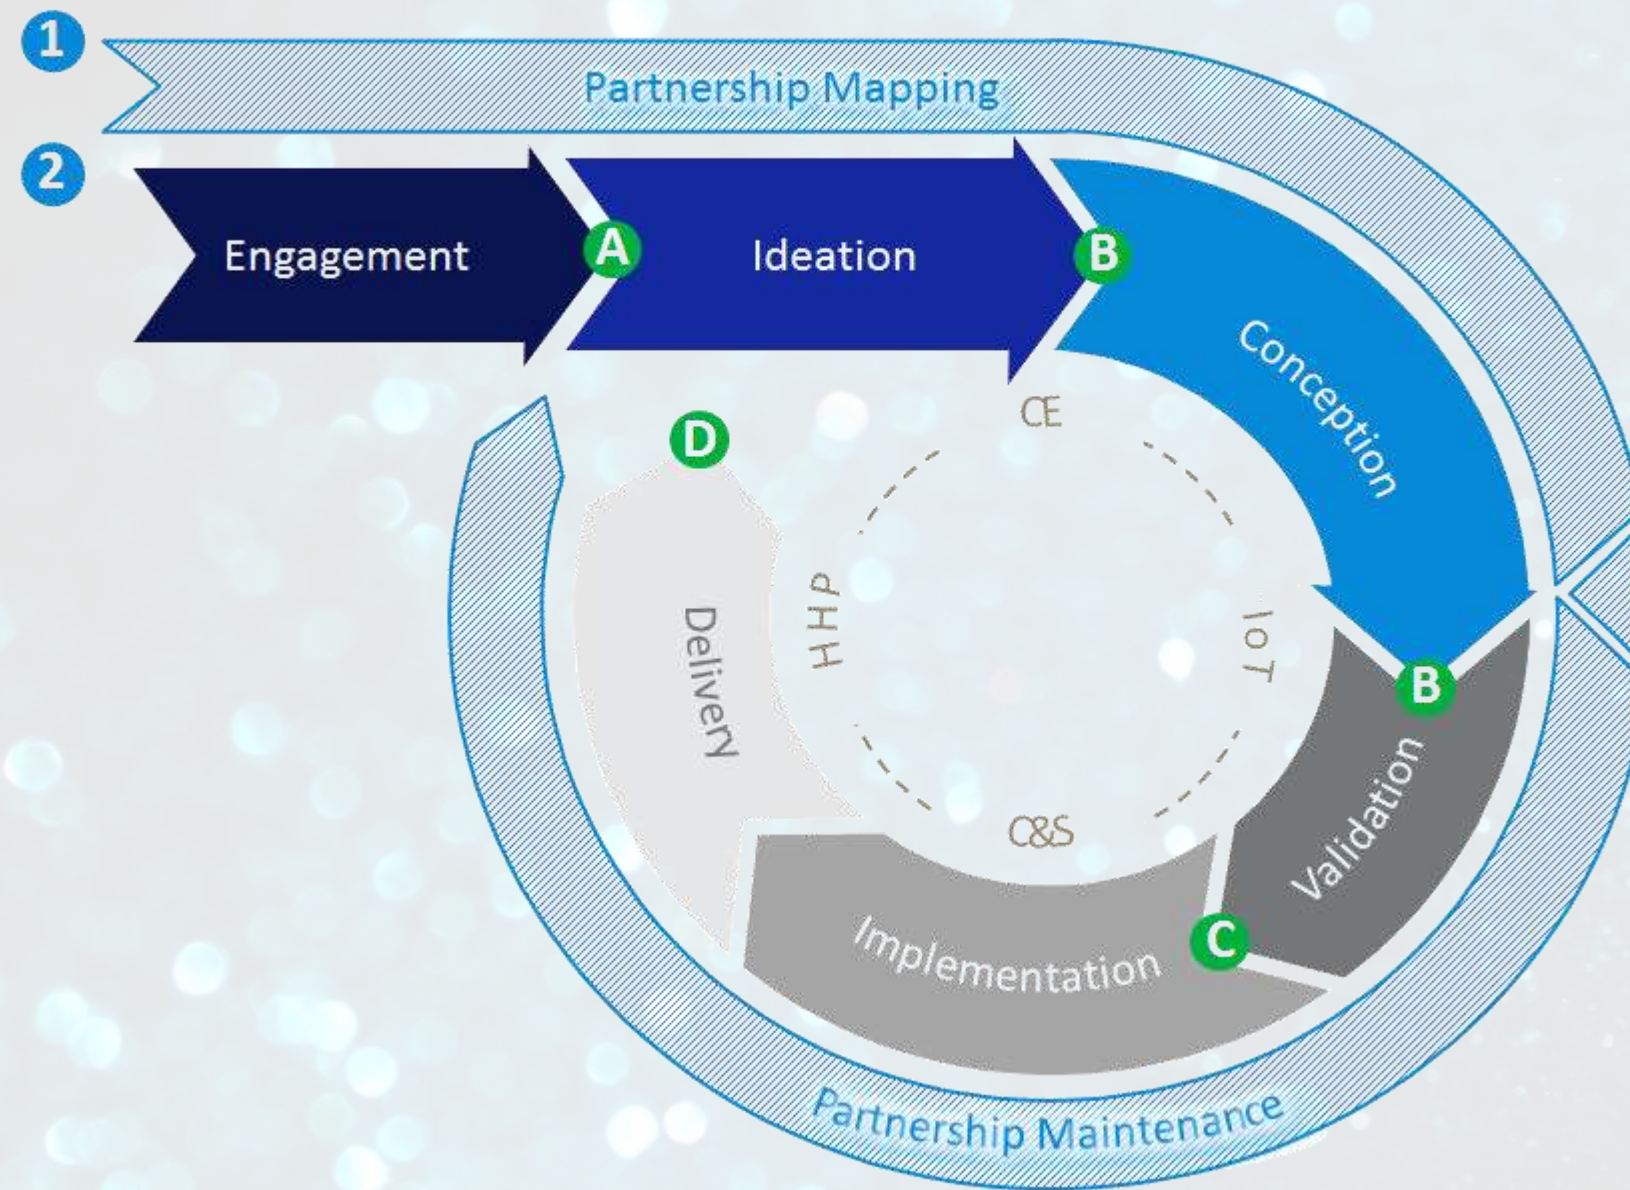 1
Partnership Mapping
2
Engagement
A
Ideation
B
Conception
B
Validation
C
Implementation
Delivery
D
CE
IoT
C&S
HHP
Partnership Maintenance